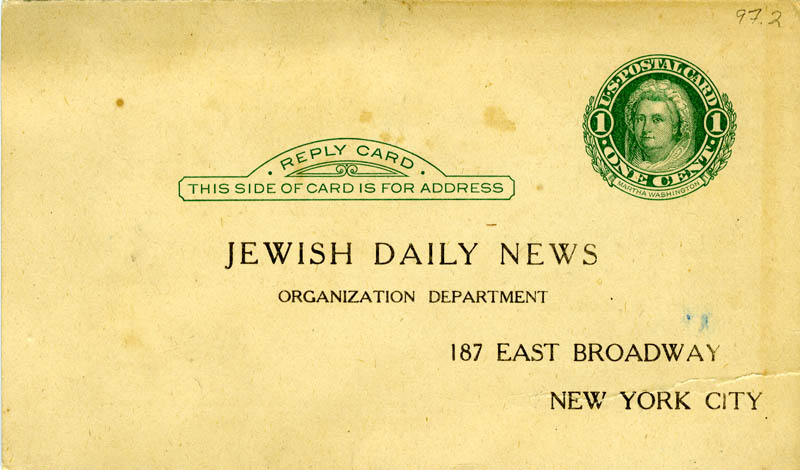 97.2
U.S. POSTAL CARD
1 1
ONE CENT
MARTHA WASHINGTON
REPLY CARD
THIS SIDE OF CARD IS FOR ADDRESS
JEWISH DAILY NEWS
ORGANIZATION DEPARTMENT
187 EAST BROADWAY
NEW YORK CITY